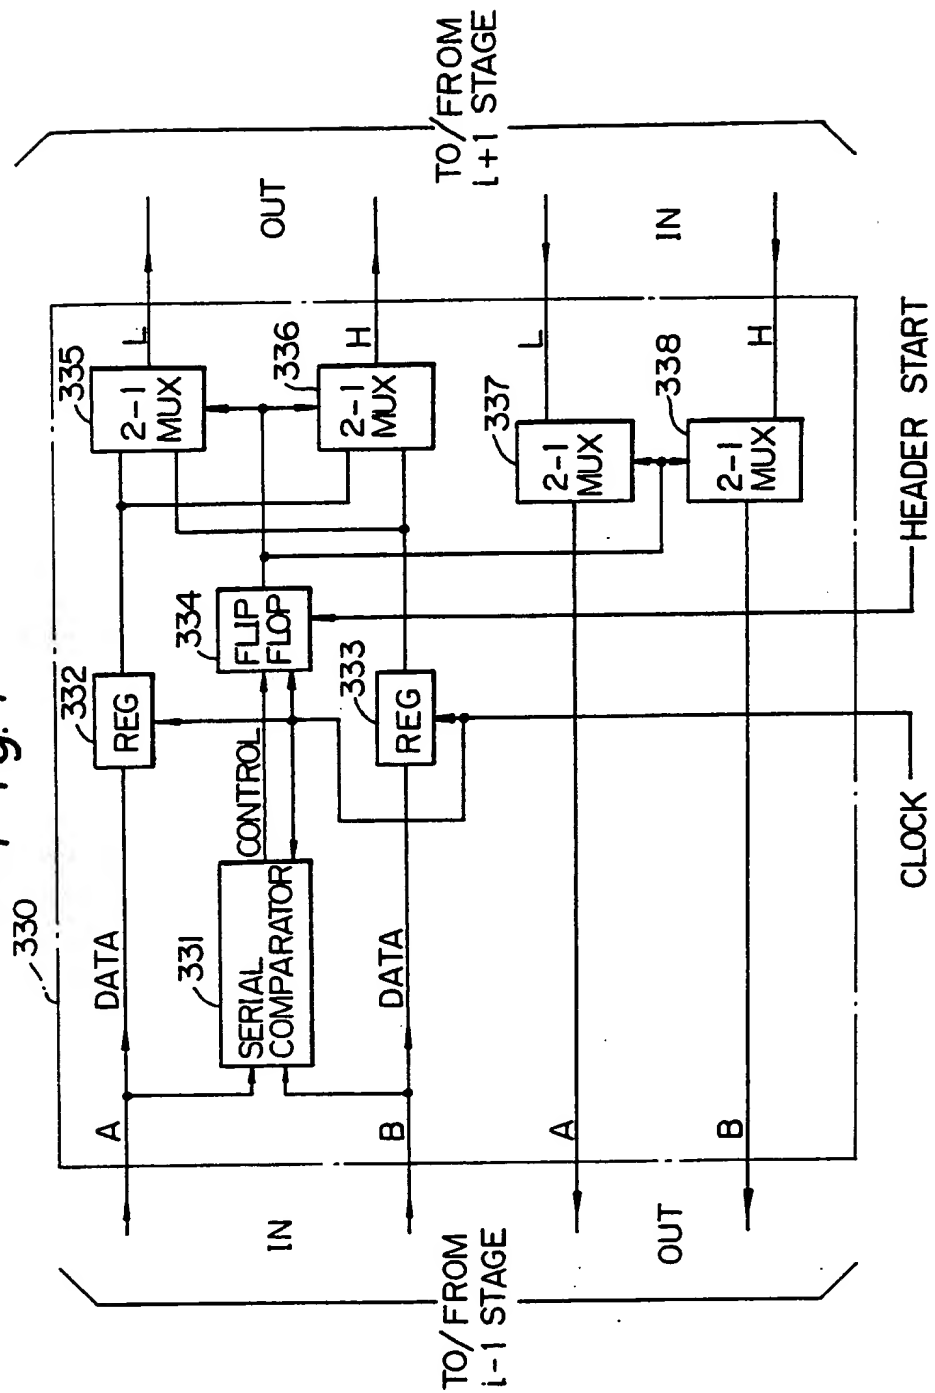 330
TO/FROM
i-1 STAGE
IN
OUT
A
DATA
332
REG
335
2-1
MUX
L
OUT
331
SERIAL
COMPARATOR
CONTROL
334
FLIP
FLOP
336
2-1
MUX
H
B
DATA
333
REG
TO/FROM
i+1 STAGE
A
337
2-1
MUX
L
IN
B
338
2-1
MUX
H
CLOCK
HEADER START